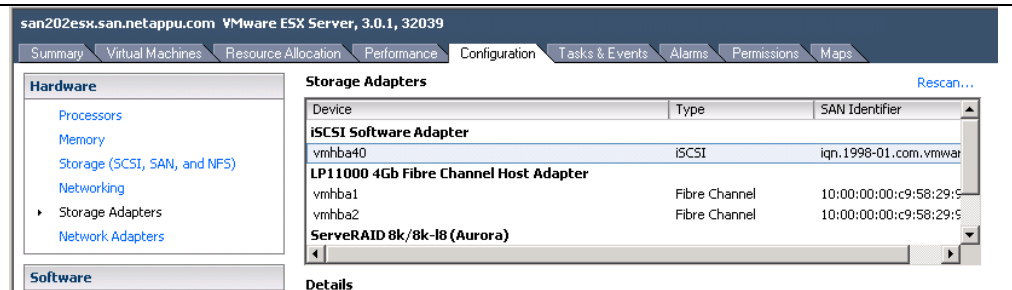 san202esx.san.netappu.com VMware ESX Server, 3.0.1, 32039
Summary Virtual Machines Resource Allocation Performance Configuration Tasks & Events Alarms Permissions Maps
Hardware
Processors
Memory
Storage (SCSI, SAN, and NFS)
Networking
Storage Adapters
Network Adapters
Software
Storage Adapters
Rescan...
Device Type SAN Identifier
iSCSI Software Adapter
vmhba40 iSCSI iqn.1998-01.com.vmwar
LP11000 4Gb Fibre Channel Host Adapter
vmhba1 Fibre Channel 10:00:00:00:c9:58:29:9
vmhba2 Fibre Channel 10:00:00:00:c9:58:29:9
ServeRAID 8k/8k-l8 (Aurora)
Details